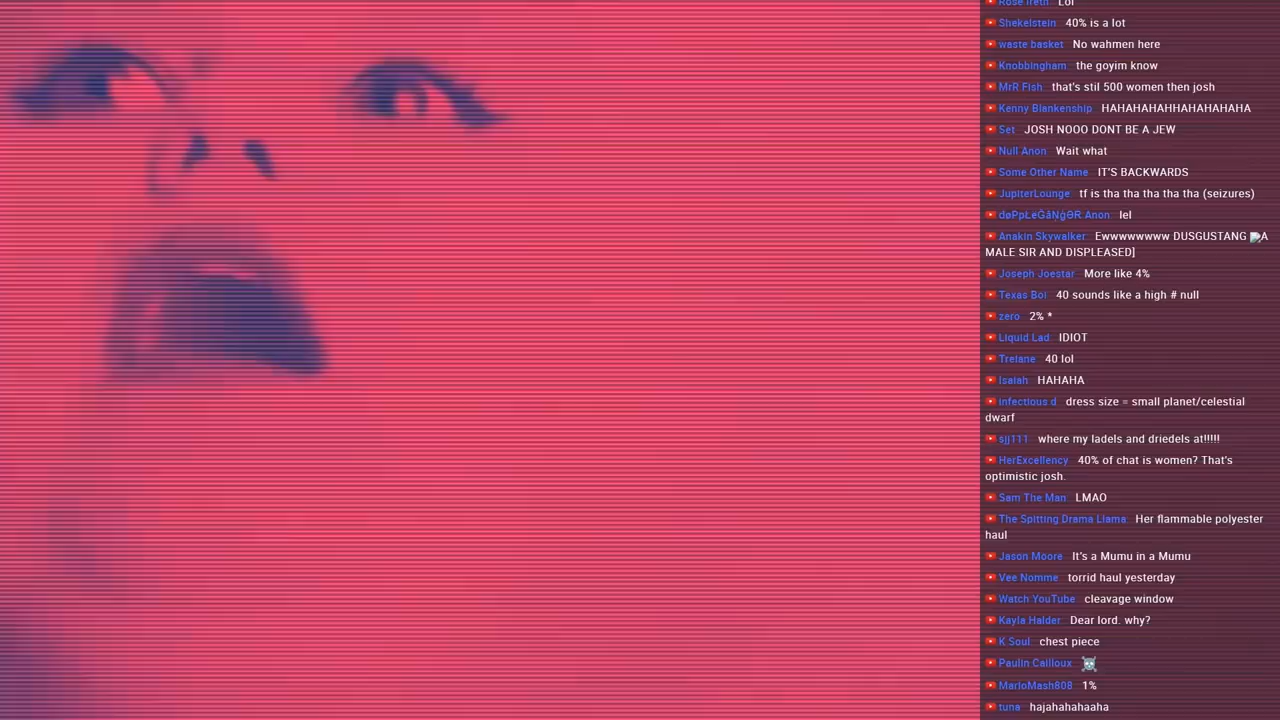 RoseTreth Lol
Shekelstein 40% is a lot
waste basket No wahmen here
Knobbingham the goyim know
MrR Fish that's stil 500 women then josh
Kenny Blankenship HAHAHAHAHHAHAHAHAHA
Set JOSH NOOO DONT BE A JEW
Null Anon Wait what
Some Other Name IT'S BACKWARDS
JupiterLounge tf is tha tha tha tha tha (seizures)
Anon lel
Anakin Skywalker Ewwwwwwww DUSGUSTANG A
MALE SIR AND DISPLEASED]
Joseph Joestar More like 4%
Texas Boi 40 sounds like a high # null
zero 2% *
Liquid Lad IDIOT
Treiane 40 lol
Isaiah HAHAHA
infectious d dress size = small planet/celestial
dwarf
sjj111 where my ladels and driedels at!!!!!
HerExcellency 40% of chat is women? That's
optimistic josh.
Sam The Man LMAO
The Spitting Drama Llama Her flammable polyester
haul
Jason Moore It's a Mumu in a Mumu
Vee Nomme torrid haul yesterday
Watch YouTube cleavage window
Kayla Halder Dear lord. why?
K Soul chest piece
Paulin Cailloux ☠
MarloMash808 1%
tuna hajahahahaaha